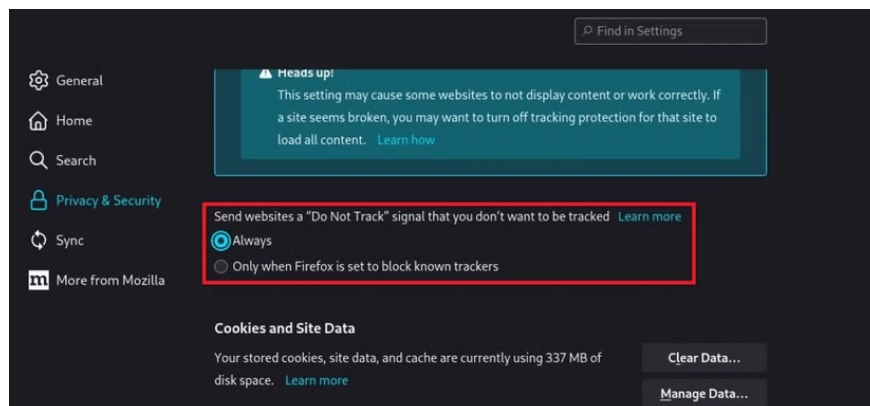 Find in Settings
General
Home
Search
Privacy & Security
Sync
m More from Mozilla
Heads up!
This setting may cause some websites to not display content or work correctly. If
a site seems broken, you may want to turn off tracking protection for that site to
load all content. Learn how
Send websites a “Do Not Track” signal that you don’t want to be tracked Learn more
Always
Only when Firefox is set to block known trackers
Cookies and Site Data
Your stored cookies, site data, and cache are currently using 337 MB of
disk space. Learn more
Clear Data...
Manage Data...